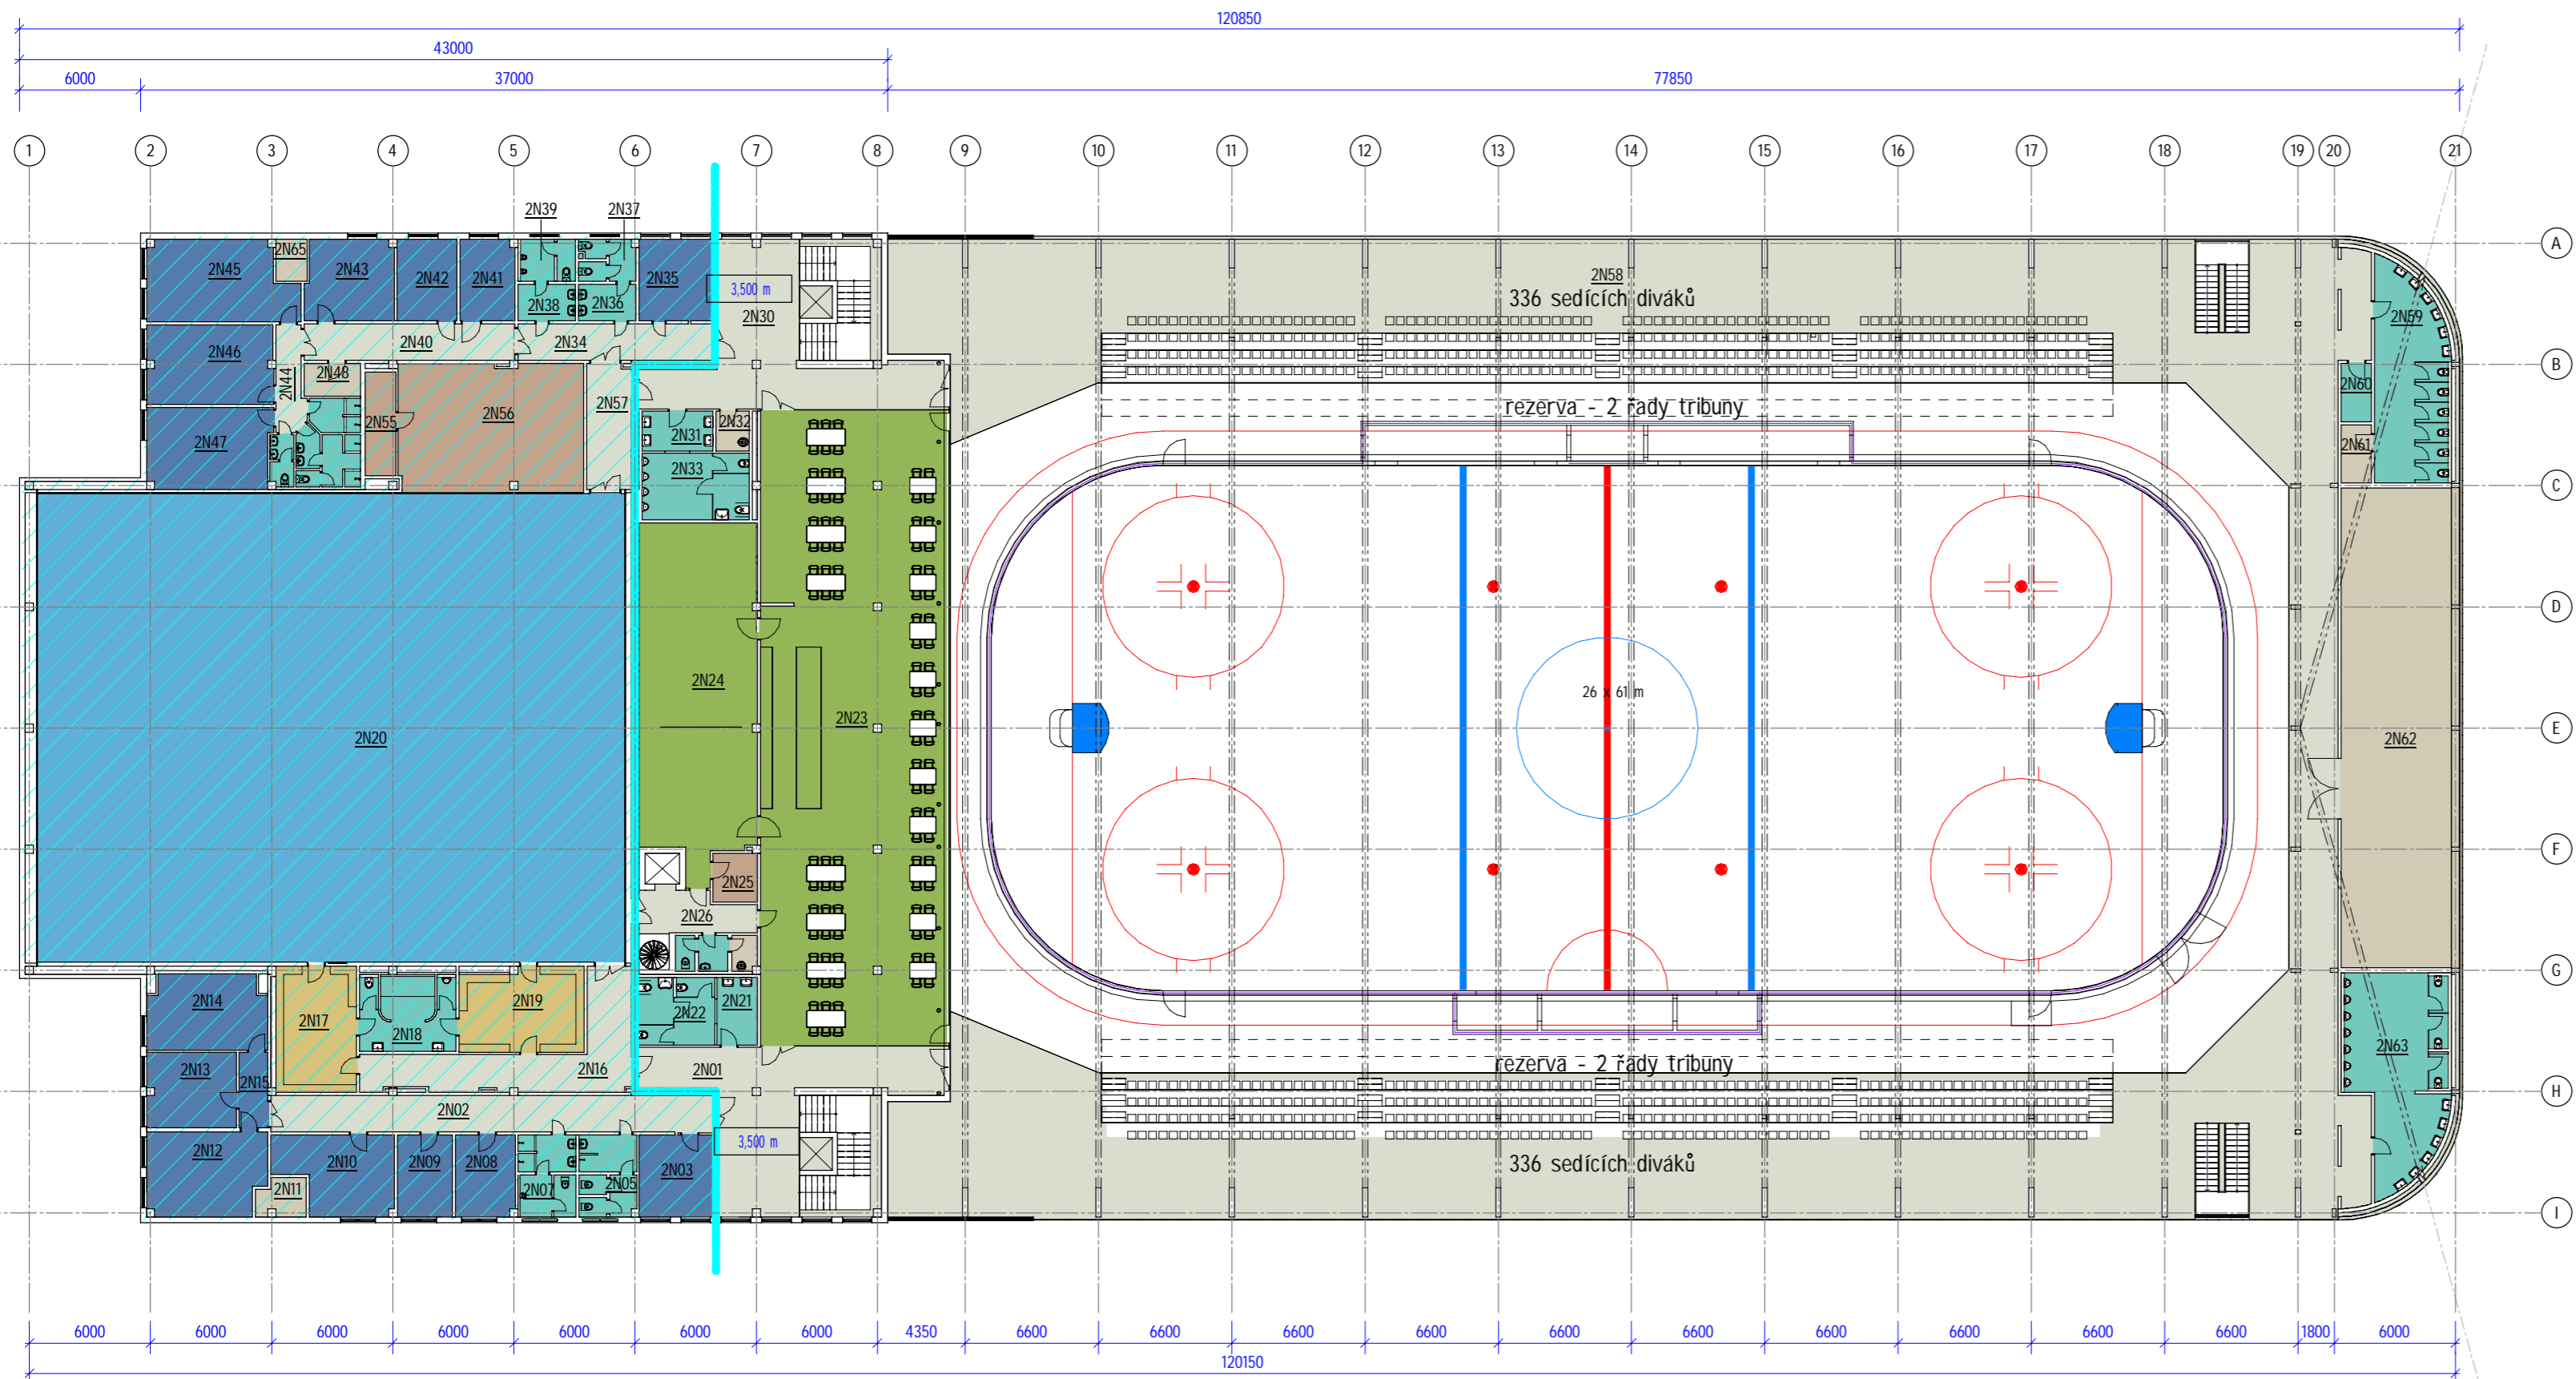 120850
43000
6000 37000 77850
1 2 3 4 5 6 7 8 9 10 11 12 13 14 15 16 17 18 19 20 21
2N39 2N37
A
2N65
2N45 2N43 2N42 2N41 2N35
2N58
3,500 m
336 sedících diváků
2N38 2N36 2N30 2N59
2N40 2N34
2N46
B
2N44 2N48 2N60
2N55 2N56 2N57
rezerva - 2 řady tribuny
2N32
2N47 2N31 2N61
2N33
C
D
2N24
26 x 61 m
2N23
E
2N20 2N62
F
2N25
2N26
G
2N14 2N17 2N19 2N21
2N22
2N18 2N63
2N13 2N16 2N01
rezerva - 2 řady tribuny
2N15
H
2N02
3,500 m
2N12 2N10 2N09 2N08 2N03
336 sedících diváků
2N11 2N07 2N05
I
6000 6000 6000 6000 6000 6000 6000 4350 6600 6600 6600 6600 6600 6600 6600 6600 6600 6600 1800 6000
120150